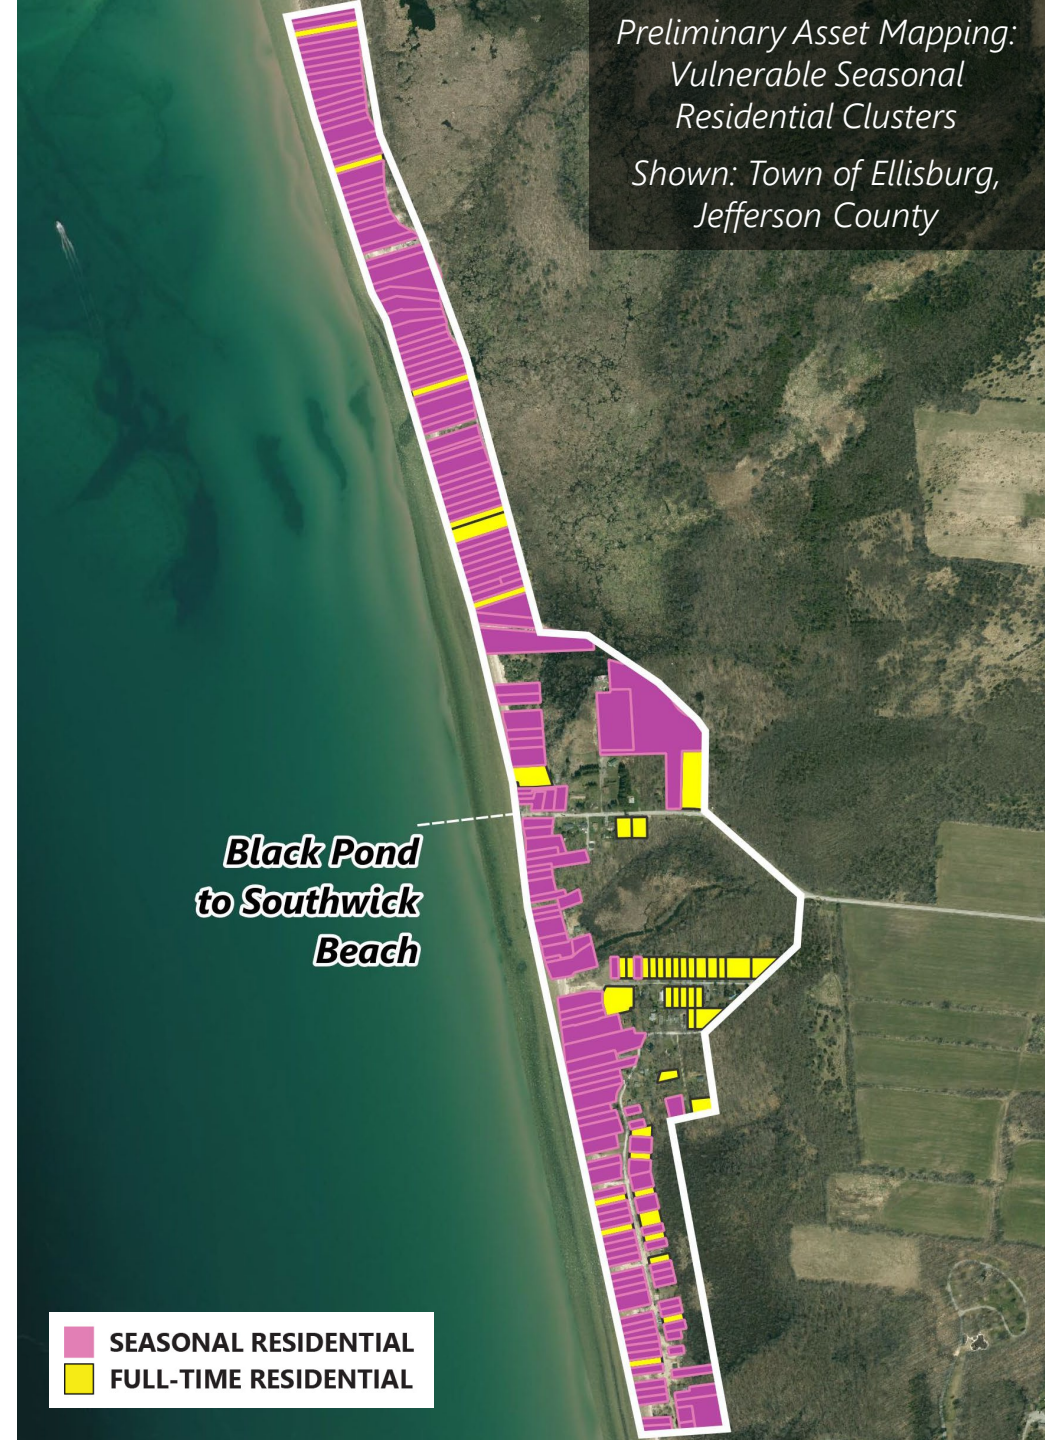 Preliminary Asset Mapping:
Vulnerable Seasonal
Residential Clusters
Shown: Town of Ellisburg,
Jefferson County
Black Pond
to Southwick
Beach
SEASONAL RESIDENTIAL
FULL-TIME RESIDENTIAL